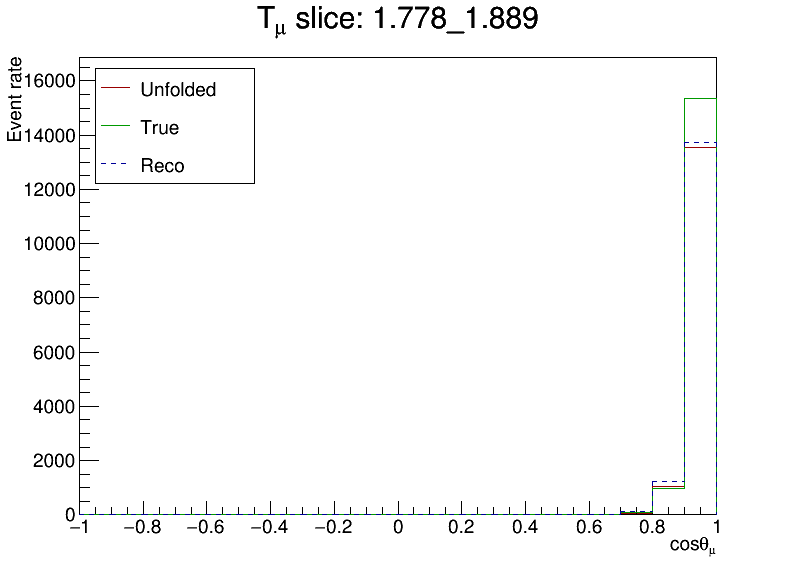 Tμ slice: 1.778_1.889
Event rate
Unfolded
True
Reco
16000
14000
12000
10000
8000
6000
4000
2000
0
−1 −0.8 −0.6 −0.4 −0.2 0 0.2 0.4 0.6 0.8 1
cosθμ